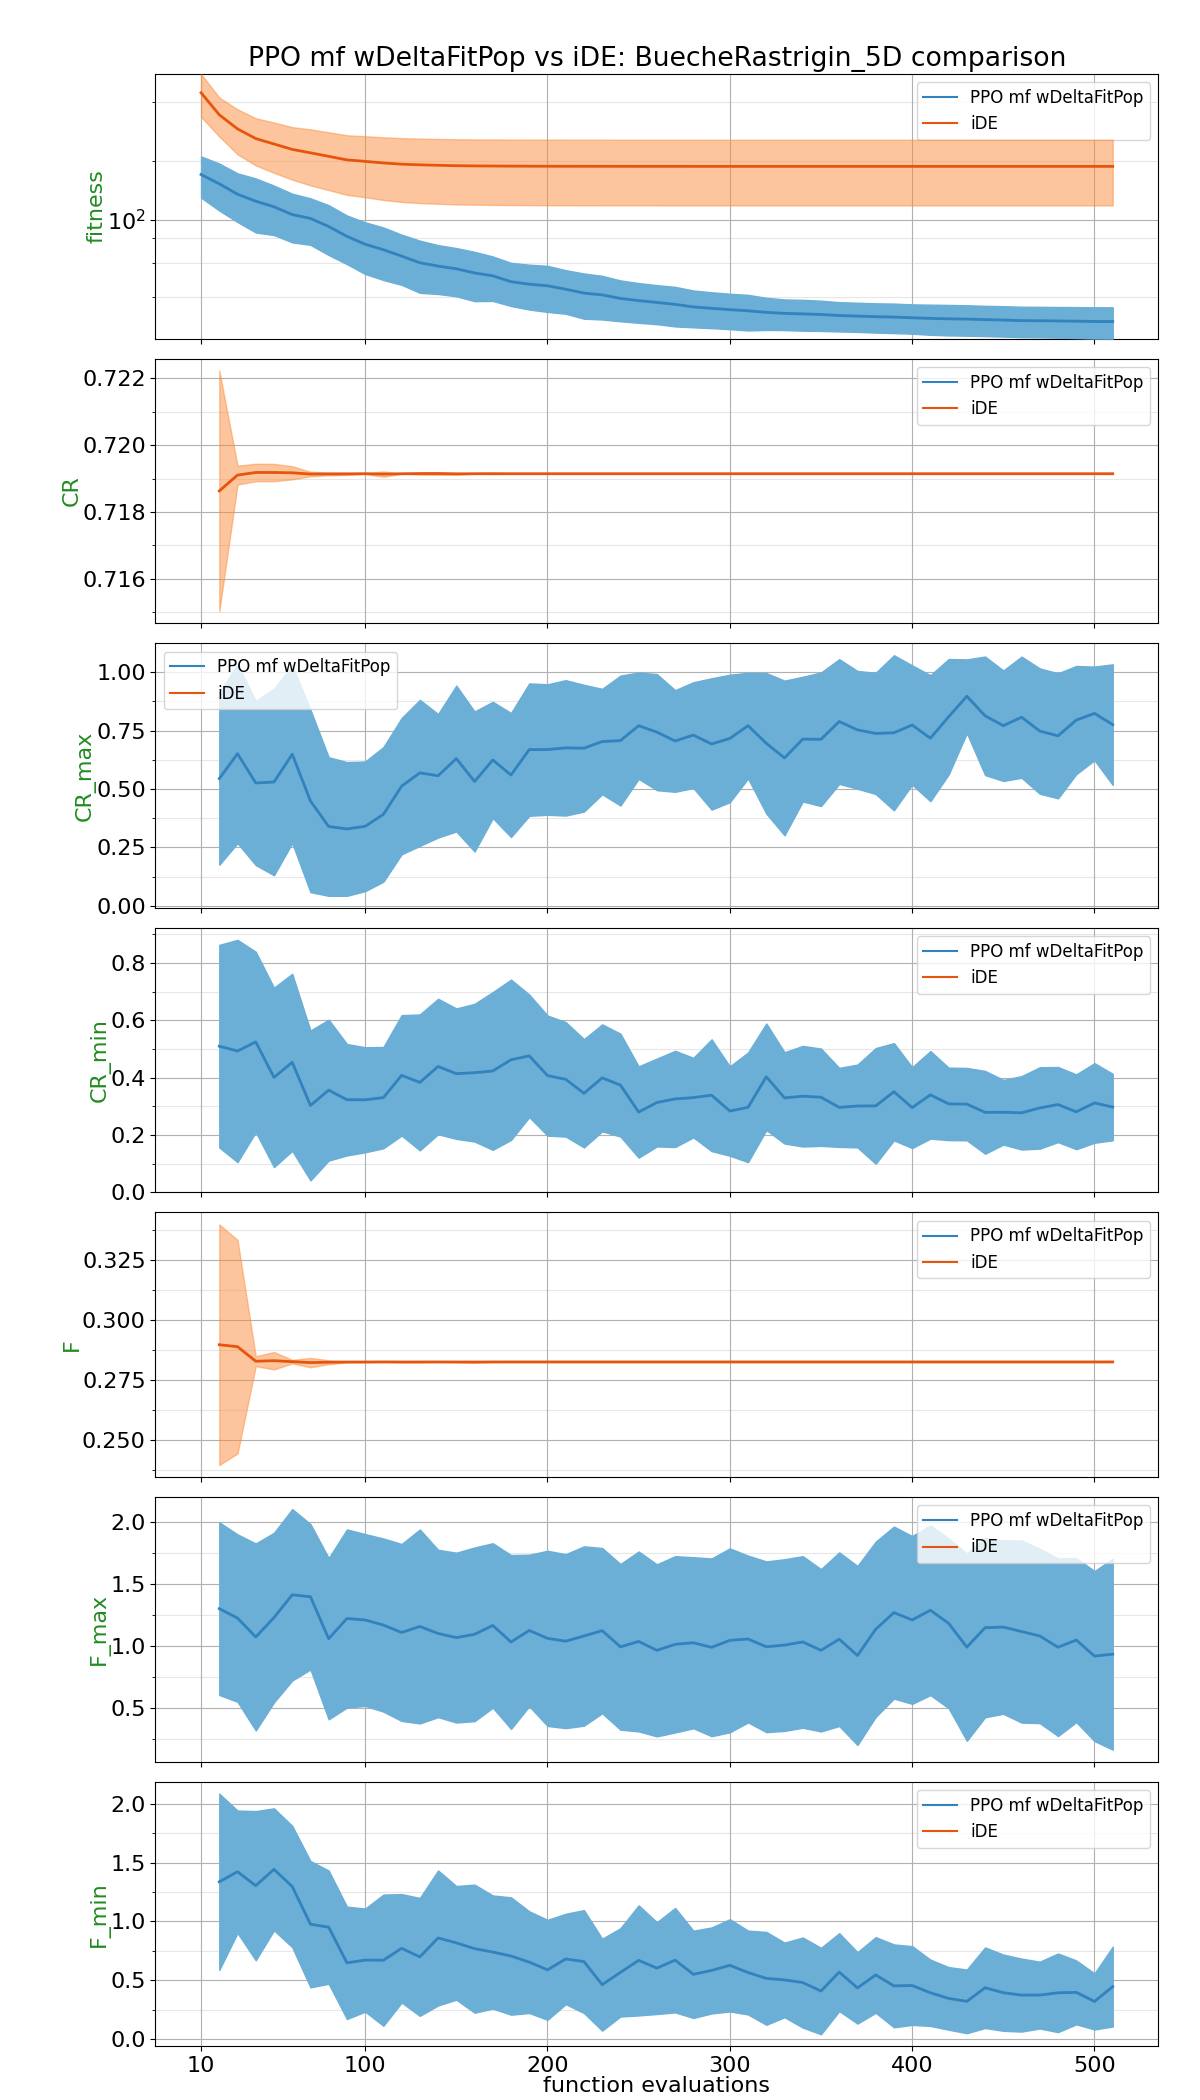 PPO mf wDeltaFitPop vs iDE: BuecheRastrigin_5D comparison
fitness
10²
PPO mf wDeltaFitPop
iDE
CR
0.722
0.720
0.718
0.716
PPO mf wDeltaFitPop
iDE
CR_max
1.00
0.75
0.50
0.25
0.00
PPO mf wDeltaFitPop
iDE
CR_min
0.8
0.6
0.4
0.2
0.0
PPO mf wDeltaFitPop
iDE
F
0.325
0.300
0.275
0.250
PPO mf wDeltaFitPop
iDE
F_max
2.0
1.5
1.0
0.5
PPO mf wDeltaFitPop
iDE
F_min
2.0
1.5
1.0
0.5
0.0
PPO mf wDeltaFitPop
iDE
10 100 200 300 400 500
function evaluations